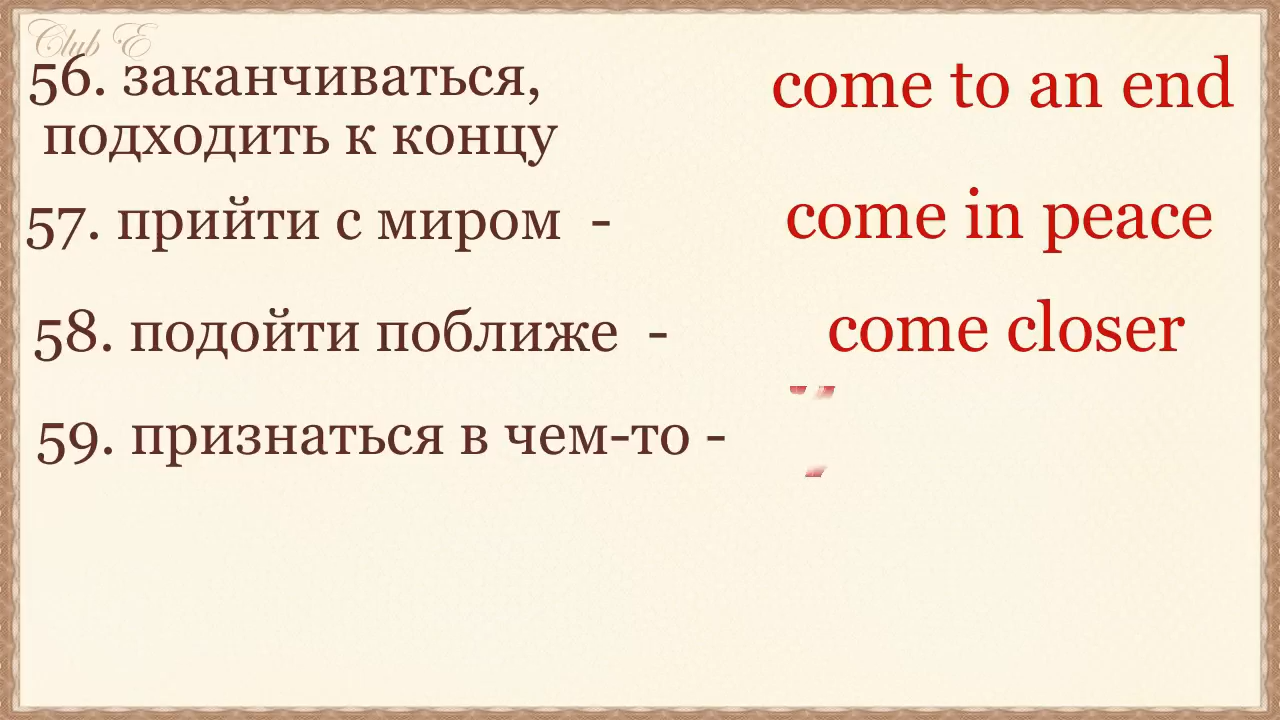 Club E
56. заканчиваться, come to an end
подходить к концу
57. прийти с миром - come in peace
58. подойти поближе - come closer
59. признаться в чем-то -